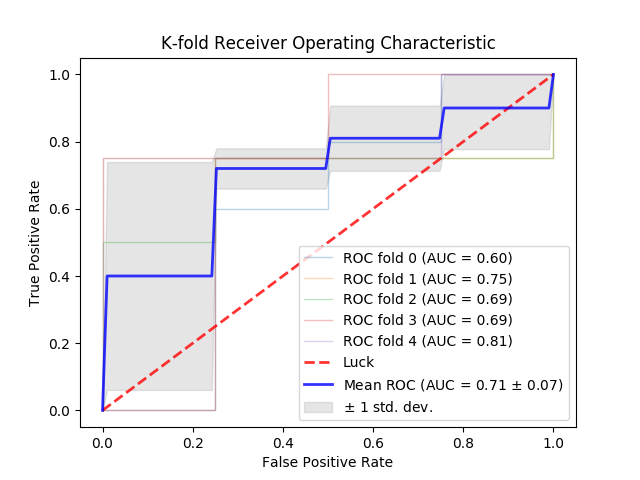 K-fold Receiver Operating Characteristic
True Positive Rate
1.0
0.8
0.6
0.4
0.2
0.0
ROC fold 0 (AUC = 0.60)
ROC fold 1 (AUC = 0.75)
ROC fold 2 (AUC = 0.69)
ROC fold 3 (AUC = 0.69)
ROC fold 4 (AUC = 0.81)
Luck
Mean ROC (AUC = 0.71 ± 0.07)
± 1 std. dev.
0.0 0.2 0.4 0.6 0.8 1.0
False Positive Rate